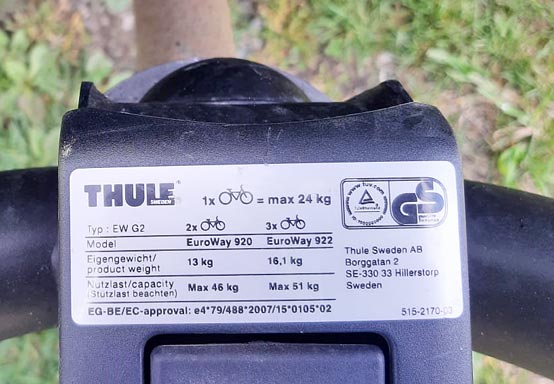 THULE
1x = max 24 kg
Typ: EW G2 2x 3x
Model EuroWay 920 EuroWay 922
Eigengewicht/ product weight 13 kg 16,1 kg
Nutzlast/capacity (Stützlast beachten) Max 46 kg Max 51 kg
EG-BE/EC-approval: e4*79/488*2007/15*0105*02
www.tuv.com
GS
Thule Sweden AB
Borggatan 2
SE-330 33 Hillerstorp
Sweden
515-2170-03